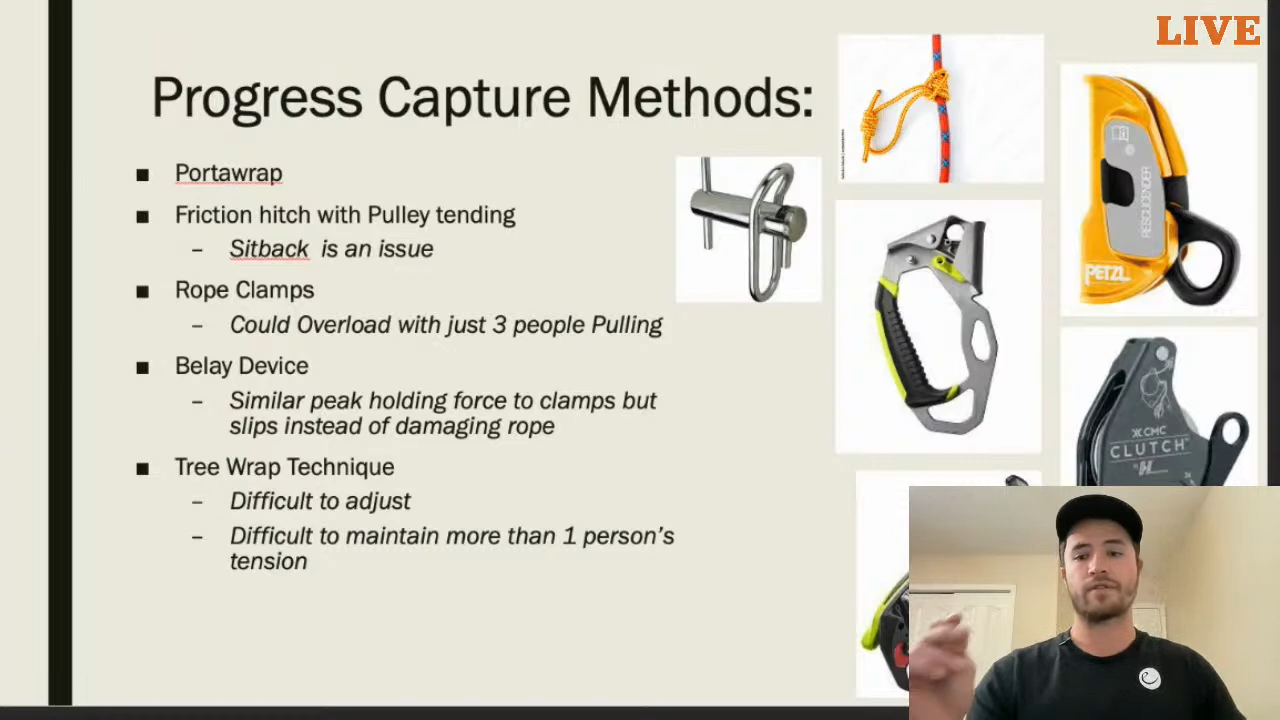 LIVE
Progress Capture Methods:
■ Portawrap
■ Friction hitch with Pulley tending
– Sitback is an issue
■ Rope Clamps
– Could Overload with just 3 people Pulling
■ Belay Device
– Similar peak holding force to clamps but
slips instead of damaging rope
■ Tree Wrap Technique
– Difficult to adjust
– Difficult to maintain more than 1 person's
tension
RESCUCENDER
PETZL
CMC
CLUTCH